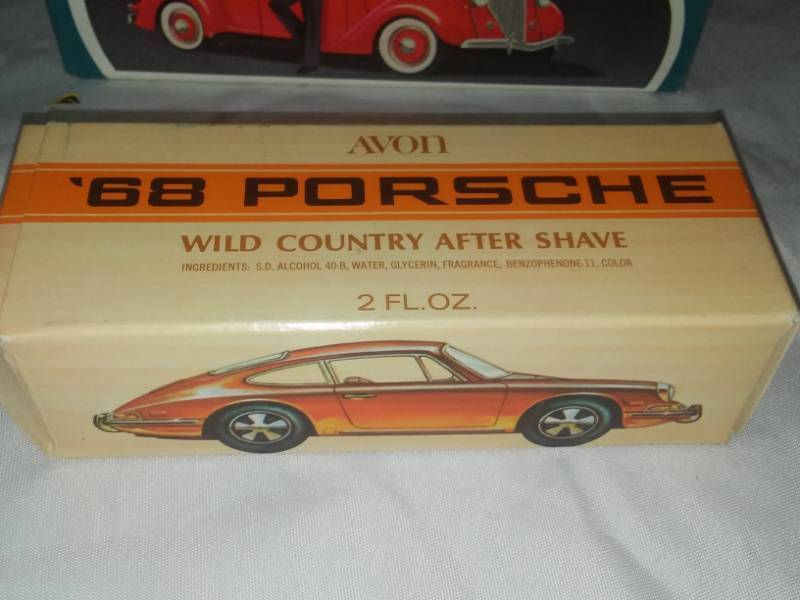 AVON
'68 PORSCHE
WILD COUNTRY AFTER SHAVE
INGREDIENTS: S.D. ALCOHOL 40-B, WATER, GLYCERIN, FRAGRANCE, BENZOPHENONE-11, COLOR
2 FL.OZ.